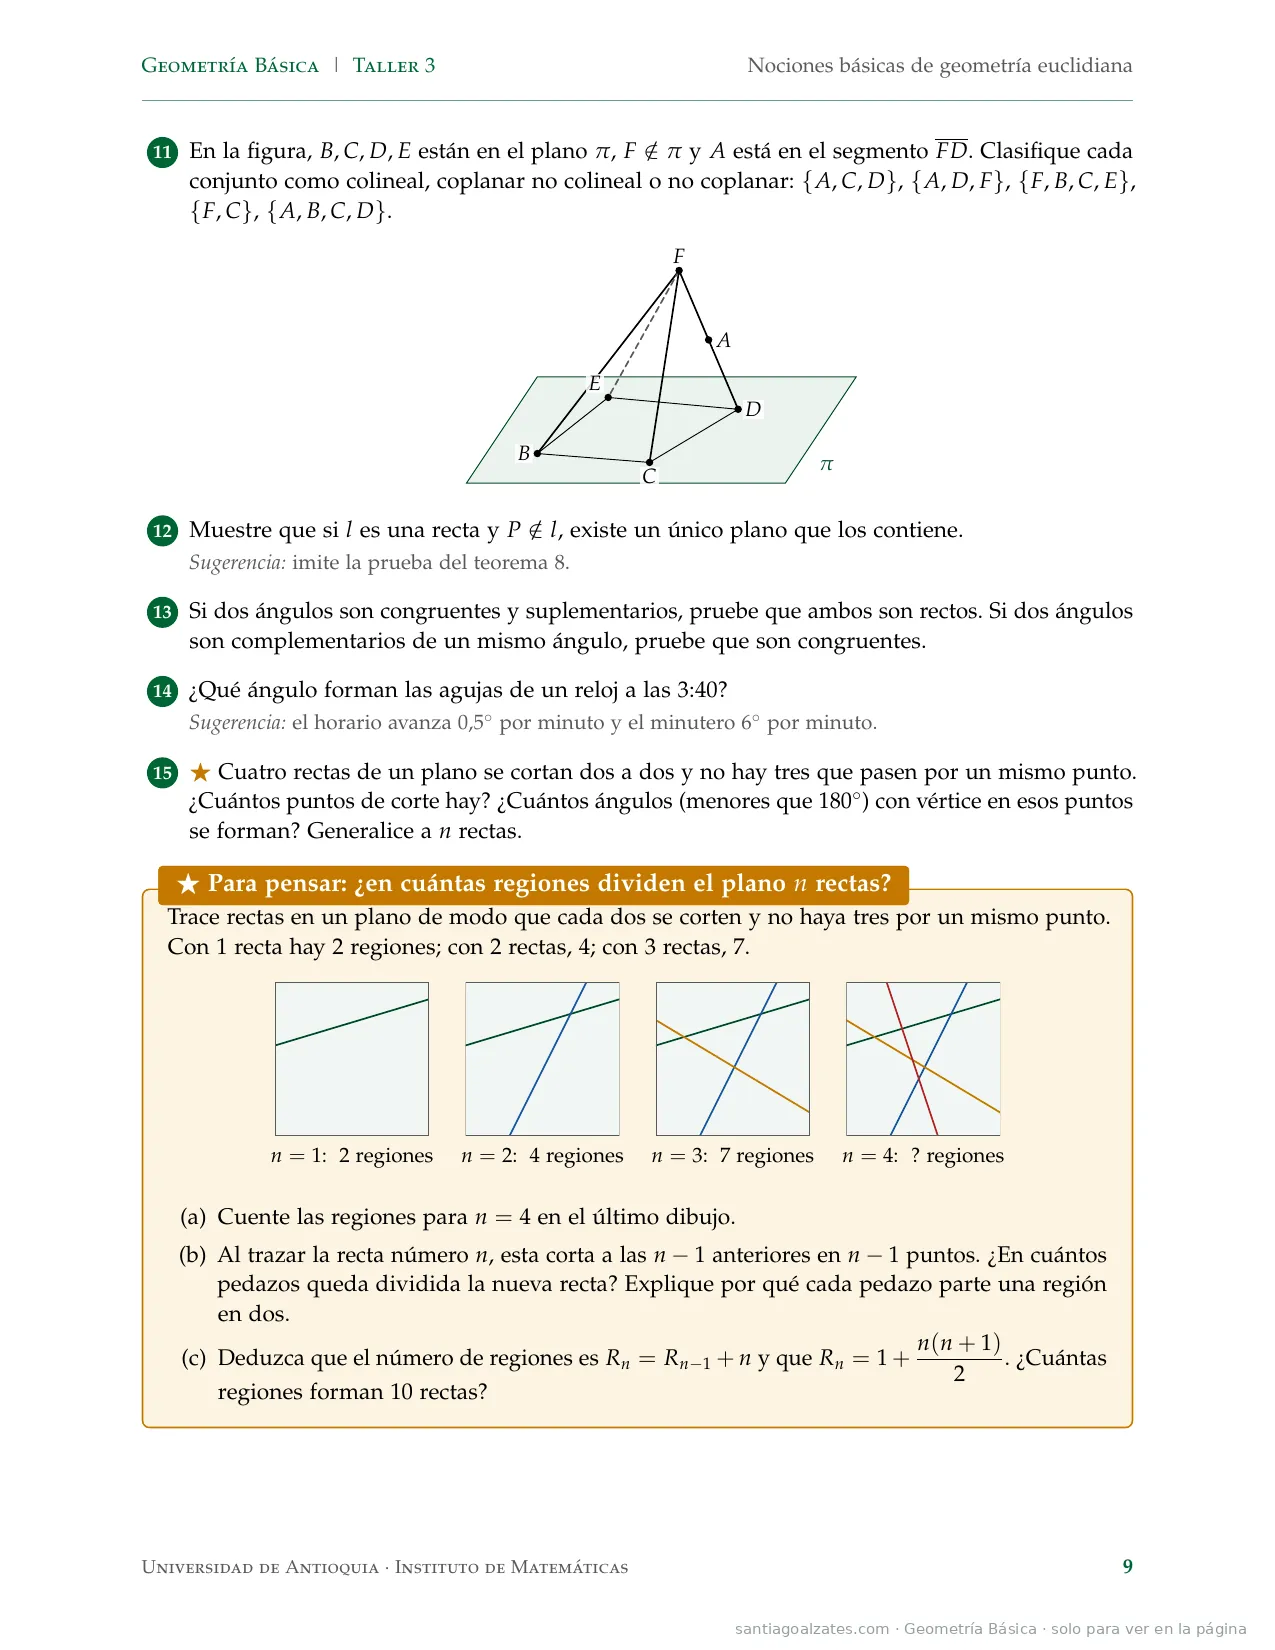 Geometría Básica | Taller 3
Nociones básicas de geometría euclidiana
11 En la figura, B, C, D, E están en el plano π, F ∉ π y A está en el segmento \overline{FD}. Clasifique cada
conjunto como colineal, coplanar no colineal o no coplanar: {A, C, D}, {A, D, F}, {F, B, C, E},
{F, C}, {A, B, C, D}.
F
A
E
D
B
C
π
12 Muestre que si l es una recta y P ∉ l, existe un único plano que los contiene.
Sugerencia: imite la prueba del teorema 8.
13 Si dos ángulos son congruentes y suplementarios, pruebe que ambos son rectos. Si dos ángulos
son complementarios de un mismo ángulo, pruebe que son congruentes.
14 ¿Qué ángulo forman las agujas de un reloj a las 3:40?
Sugerencia: el horario avanza 0,5° por minuto y el minutero 6° por minuto.
15 ★ Cuatro rectas de un plano se cortan dos a dos y no hay tres que pasen por un mismo punto.
¿Cuántos puntos de corte hay? ¿Cuántos ángulos (menores que 180°) con vértice en esos puntos
se forman? Generalice a n rectas.
★ Para pensar: ¿en cuántas regiones dividen el plano n rectas?
Trace rectas en un plano de modo que cada dos se corten y no haya tres por un mismo punto.
Con 1 recta hay 2 regiones; con 2 rectas, 4; con 3 rectas, 7.
n = 1: 2 regiones
n = 2: 4 regiones
n = 3: 7 regiones
n = 4: ? regiones
(a) Cuente las regiones para n = 4 en el último dibujo.
(b) Al trazar la recta número n, esta corta a las n − 1 anteriores en n − 1 puntos. ¿En cuántos
pedazos queda dividida la nueva recta? Explique por qué cada pedazo parte una región
en dos.
(c) Deduzca que el número de regiones es R_n = R_{n−1} + n y que R_n = 1 + \frac{n(n + 1)}{2}. ¿Cuántas
regiones forman 10 rectas?
Universidad de Antioquia · Instituto de Matemáticas
9
santiagoalzates.com · Geometría Básica · solo para ver en la página